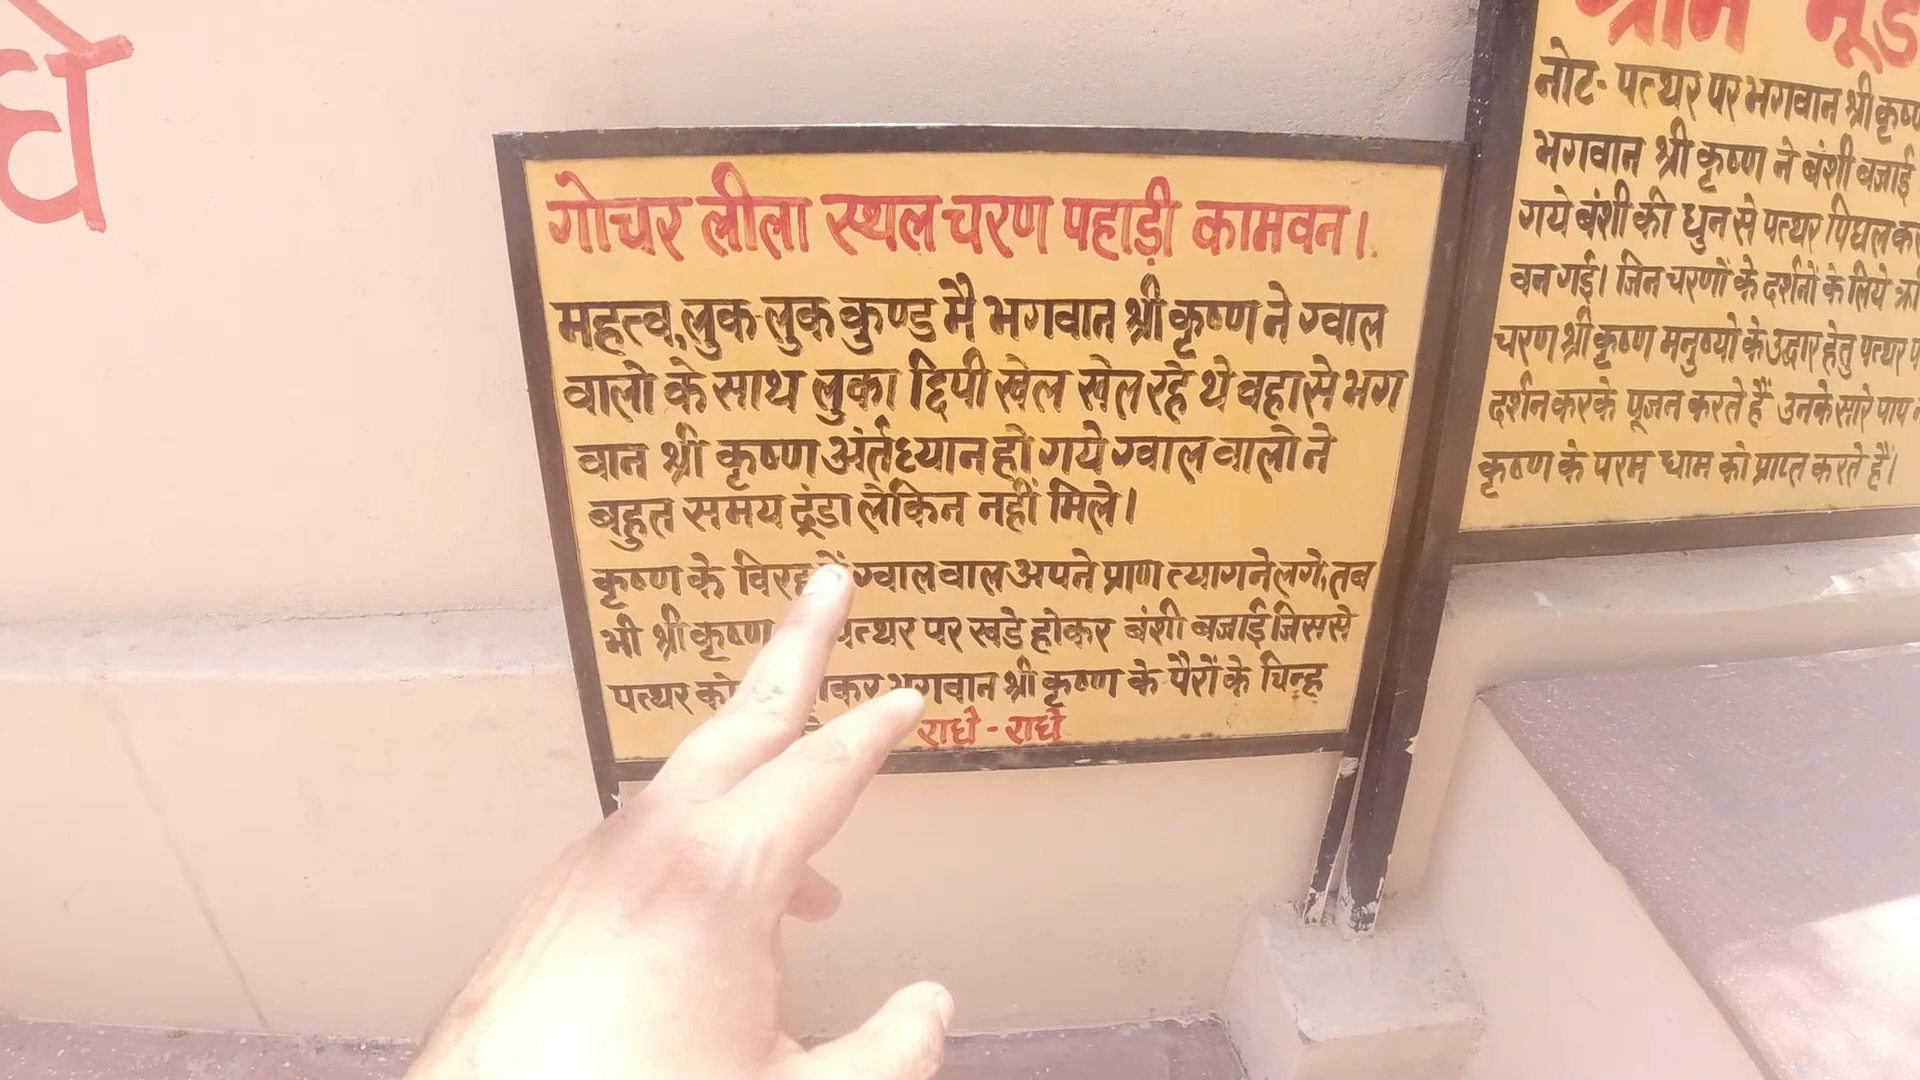 धे
गोचर लीला स्थल चरण पहाड़ी कामवन।
महत्व,लुक-लुक कुण्ड मै भगवान श्री कृष्ण ने ग्वाल
वालो के साथ लुका द्दिपी खेल खेल रहे थे वहा से भग
वान श्री कृष्ण अंर्तध्यान हो गये ग्वाल वालो ने
बहुत समय ढूंडा लेकिन नहीं मिले।
कृष्ण के ग्वाल वाल अपने प्राण त्यागने लगे, तब
भी श्री कृष्ण पत्थर पर खडे होकर बंशी बजाई जिससे
पत्थर को भगवान श्री कृष्ण के पैरों के चिन्ह
राधे - राधे
ग्राम
नोट- पत्थर पर भगवान श्री कृष्ण
भगवान श्री कृष्ण ने बंशी बजाई
गये बंशी की धुन से पत्थर पिघल कर
वन गई। जिन चरणों के दर्शनों के लिये
चरण श्री कृष्ण मनुष्यो के उद्धार हेतु पत्थर
दर्शन करके पूजन करते हैं उनके सारे पाप
कृष्ण के परम धाम को प्राप्त करते हैं।